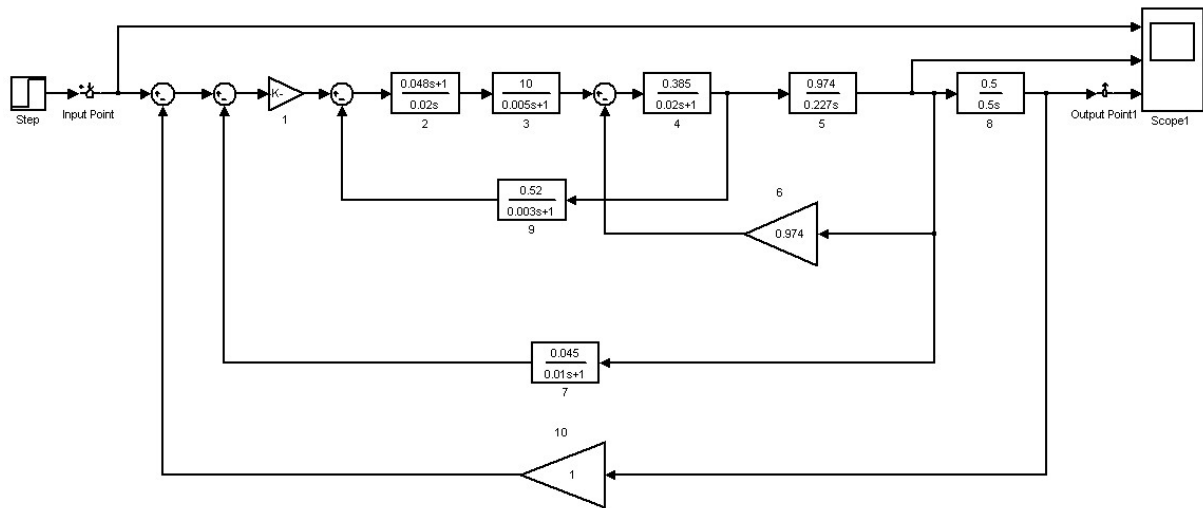 Step
Input Point
K-
1
0.048s+1
0.02s
2
10
0.005s+1
3
0.385
0.02s+1
4
0.974
0.227s
5
0.5
0.5s
8
Output Point1
Scope1
0.52
0.003s+1
9
6
0.974
0.045
0.01s+1
7
10
1